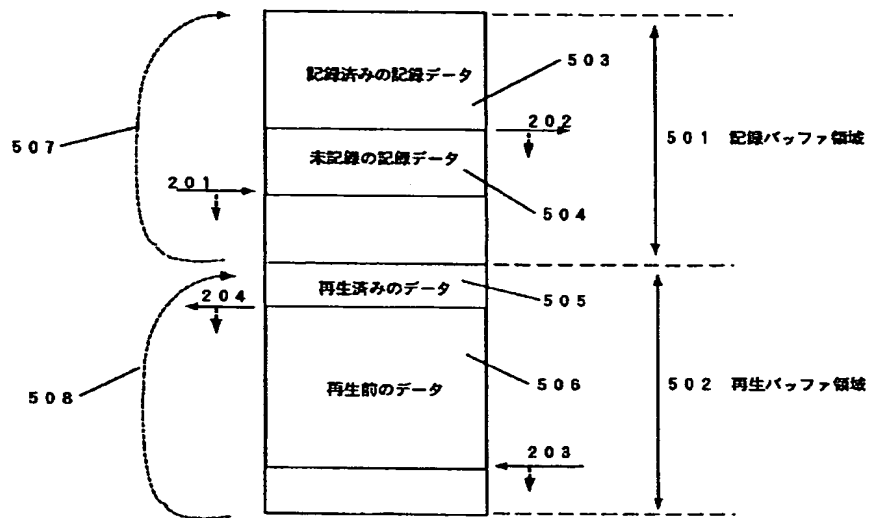 記録済みの記録データ
503
202
507
501 記録バッファ領域
未記録の記録データ
201
504
再生済みのデータ
505
204
再生前のデータ
506
502 再生バッファ領域
508
203